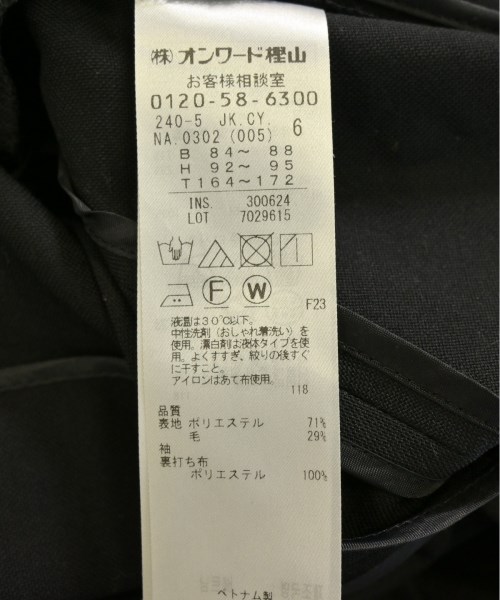 (株)オンワード樫山
お客様相談室
0120-58-6300
240-5 JK.CY. 6
NA.0302 (005)
B 84～ 88
H 92～ 95
T 164～172
INS. 300624
LOT 7029615
F W
F23
液温は30℃以下。
中性洗剤(おしゃれ着洗い)を
使用。漂白剤は液体タイプを使
用。よくすすぎ、絞りの後すぐ
に干すこと。
アイロンはあて布使用。
118
品質
表地 ポリエステル 71%
毛 29%
袖
裏打ち布
ポリエステル 100%
ベトナム製